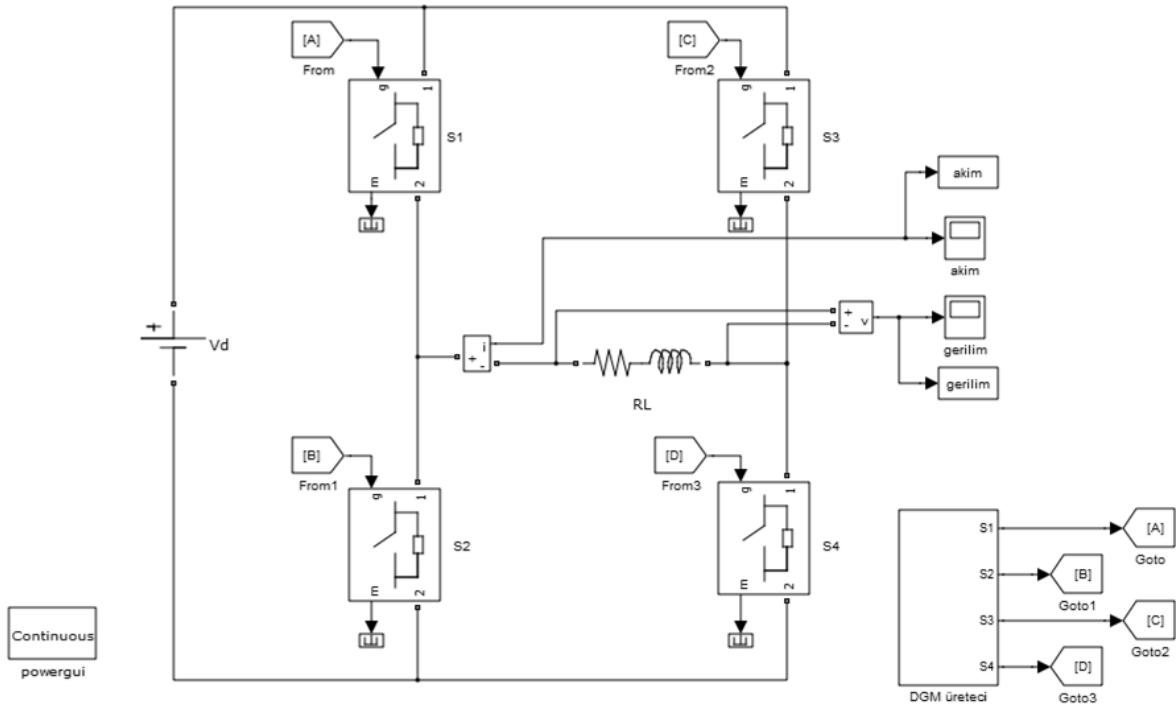 [A]
From
g
1
S1
m
2
[C]
From2
g
1
S3
m
2
akim
akim
+
Vd
i
+
-
+
-
v
gerilim
gerilim
RL
[B]
From1
g
1
S2
m
2
[D]
From3
g
1
S4
m
2
S1
[A]
Goto
S2
[B]
Goto1
S3
[C]
Goto2
S4
[D]
Goto3
DGM üreteci
Continuous
powergui